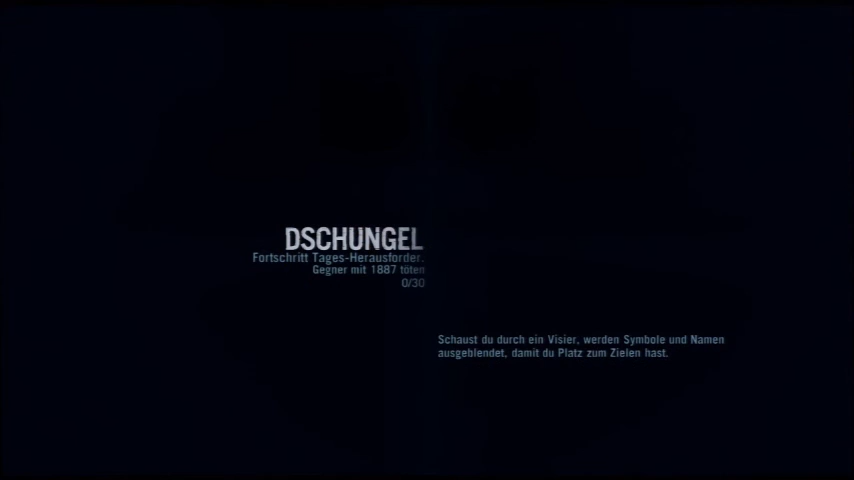 DSCHUNGEL
Fortschritt Tages-Herausforder.
Gegner mit 1887 töten
0/30
Schaust du durch ein Visier, werden Symbole und Namen
ausgeblendet, damit du Platz zum Zielen hast.